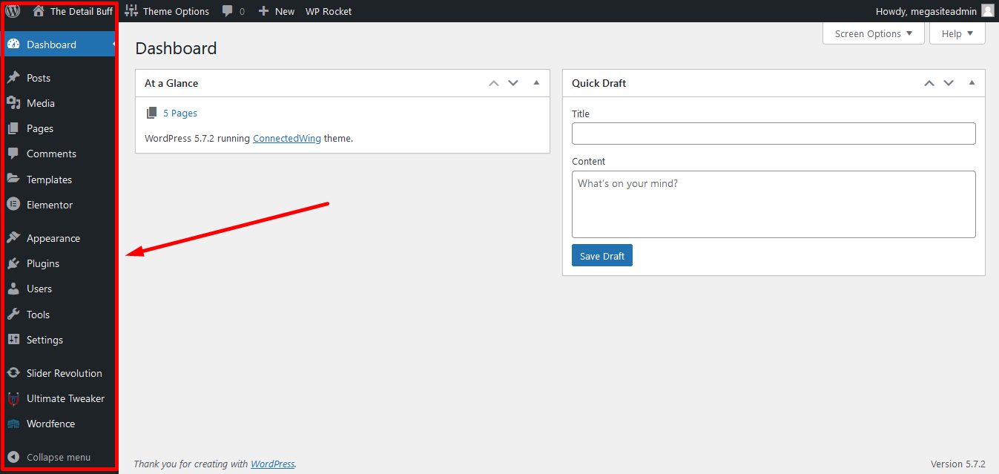 The Detail Buff Theme Options 0 New WP Rocket Howdy, megasiteadmin
Dashboard
Posts
Media
Pages
Comments
Templates
Elementor
Appearance
Plugins
Users
Tools
Settings
Slider Revolution
Ultimate Tweaker
Wordfence
Collapse menu
Screen Options Help
Dashboard
At a Glance
5 Pages
WordPress 5.7.2 running ConnectedWing theme.
Quick Draft
Title
Content
What's on your mind?
Save Draft
Thank you for creating with WordPress.
Version 5.7.2